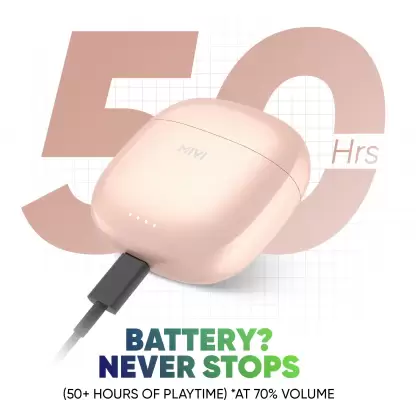 50
Hrs
MIVI
BATTERY?
NEVER STOPS
(50+ HOURS OF PLAYTIME) *AT 70% VOLUME